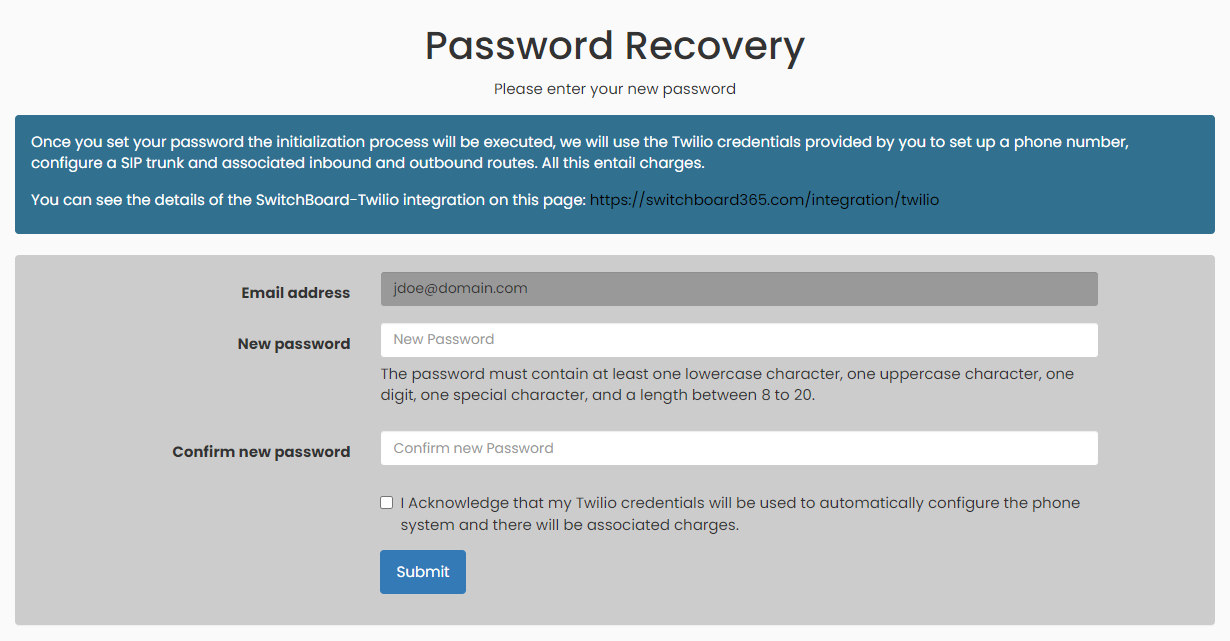 Password Recovery
Please enter your new password
Once you set your password the initialization process will be executed, we will use the Twilio credentials provided by you to set up a phone number,
configure a SIP trunk and associated inbound and outbound routes. All this entail charges.
You can see the details of the SwitchBoard-Twilio integration on this page: https://switchboard365.com/integration/twilio
Email address
jdoe@domain.com
New password
New Password
The password must contain at least one lowercase character, one uppercase character, one
digit, one special character, and a length between 8 to 20.
Confirm new password
Confirm new Password
I Acknowledge that my Twilio credentials will be used to automatically configure the phone
system and there will be associated charges.
Submit